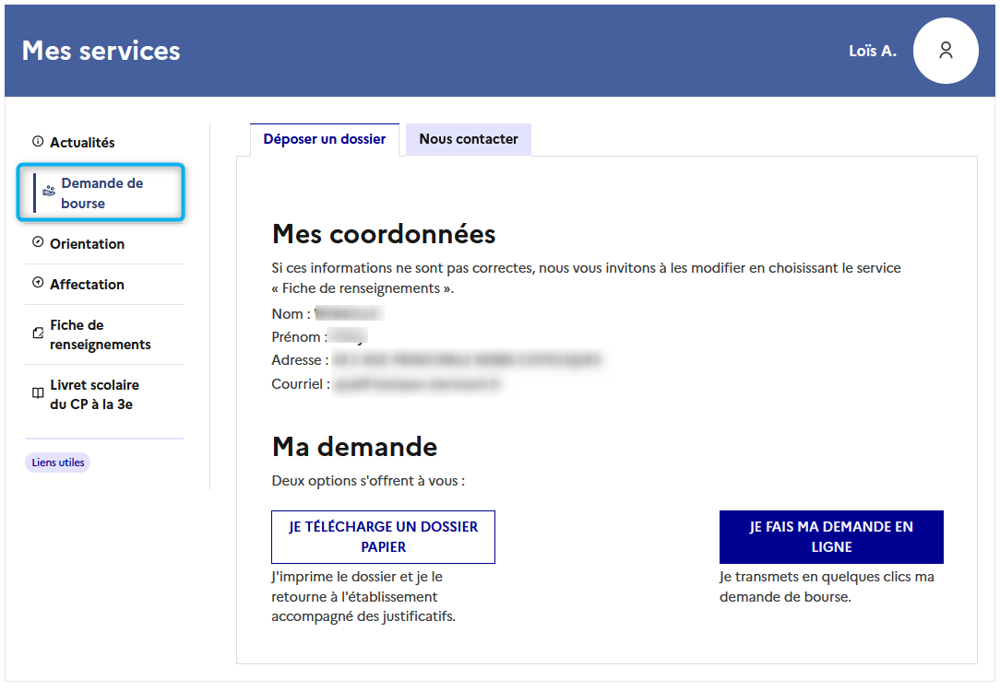 Mes services
Loïs A.
Actualités
Demande de
bourse
Orientation
Affectation
Fiche de
renseignements
Livret scolaire
du CP à la 3e
Liens utiles
Déposer un dossier
Nous contacter
Mes coordonnées
Si ces informations ne sont pas correctes, nous vous invitons à les modifier en choisissant le service
« Fiche de renseignements ».
Nom :
Prénom :
Adresse :
Courriel :
Ma demande
Deux options s'offrent à vous :
JE TÉLÉCHARGE UN DOSSIER
PAPIER
J'imprime le dossier et je le
retourne à l'établissement
accompagné des justificatifs.
JE FAIS MA DEMANDE EN
LIGNE
Je transmets en quelques clics ma
demande de bourse.